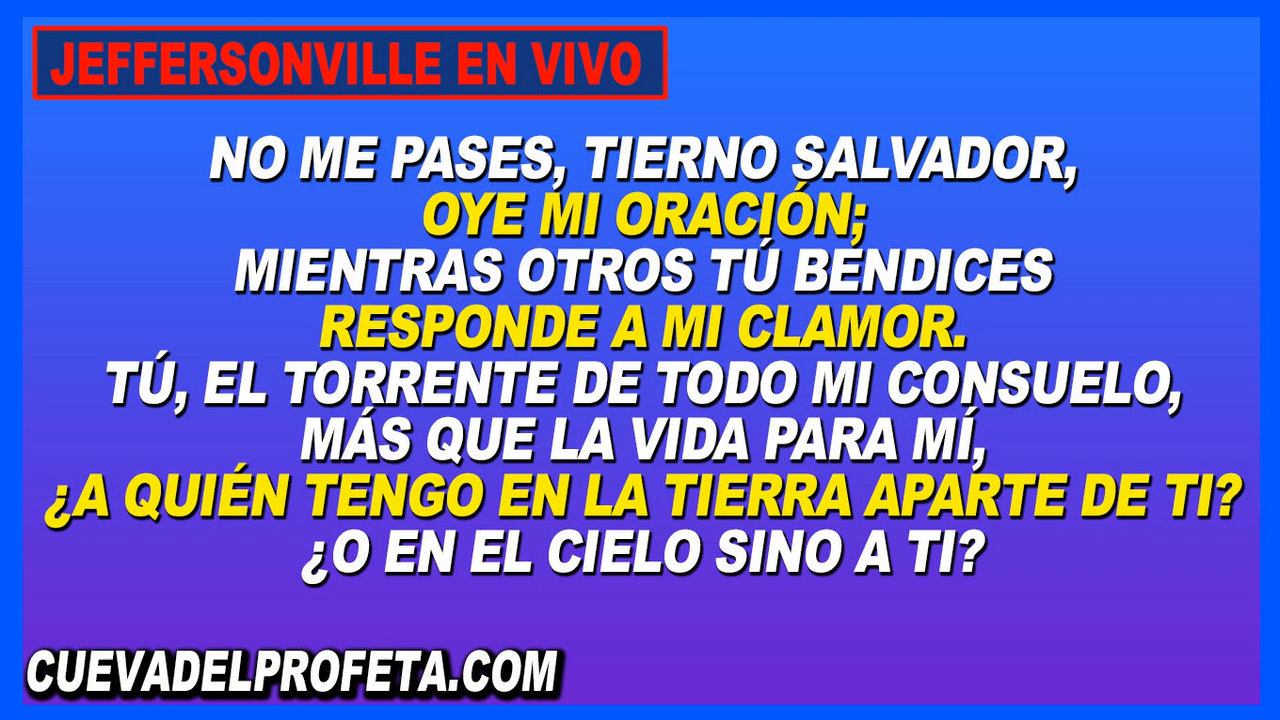 JEFFERSONVILLE EN VIVO
NO ME PASES, TIERNO SALVADOR,
OYE MI ORACIÓN;
MIENTRAS OTROS TÚ BENDICES
RESPONDE A MI CLAMOR.
TÚ, EL TORRENTE DE TODO MI CONSUELO,
MÁS QUE LA VIDA PARA MÍ,
¿A QUIÉN TENGO EN LA TIERRA APARTE DE TI?
¿O EN EL CIELO SINO A TI?
CUEVADELPROFETA.COM